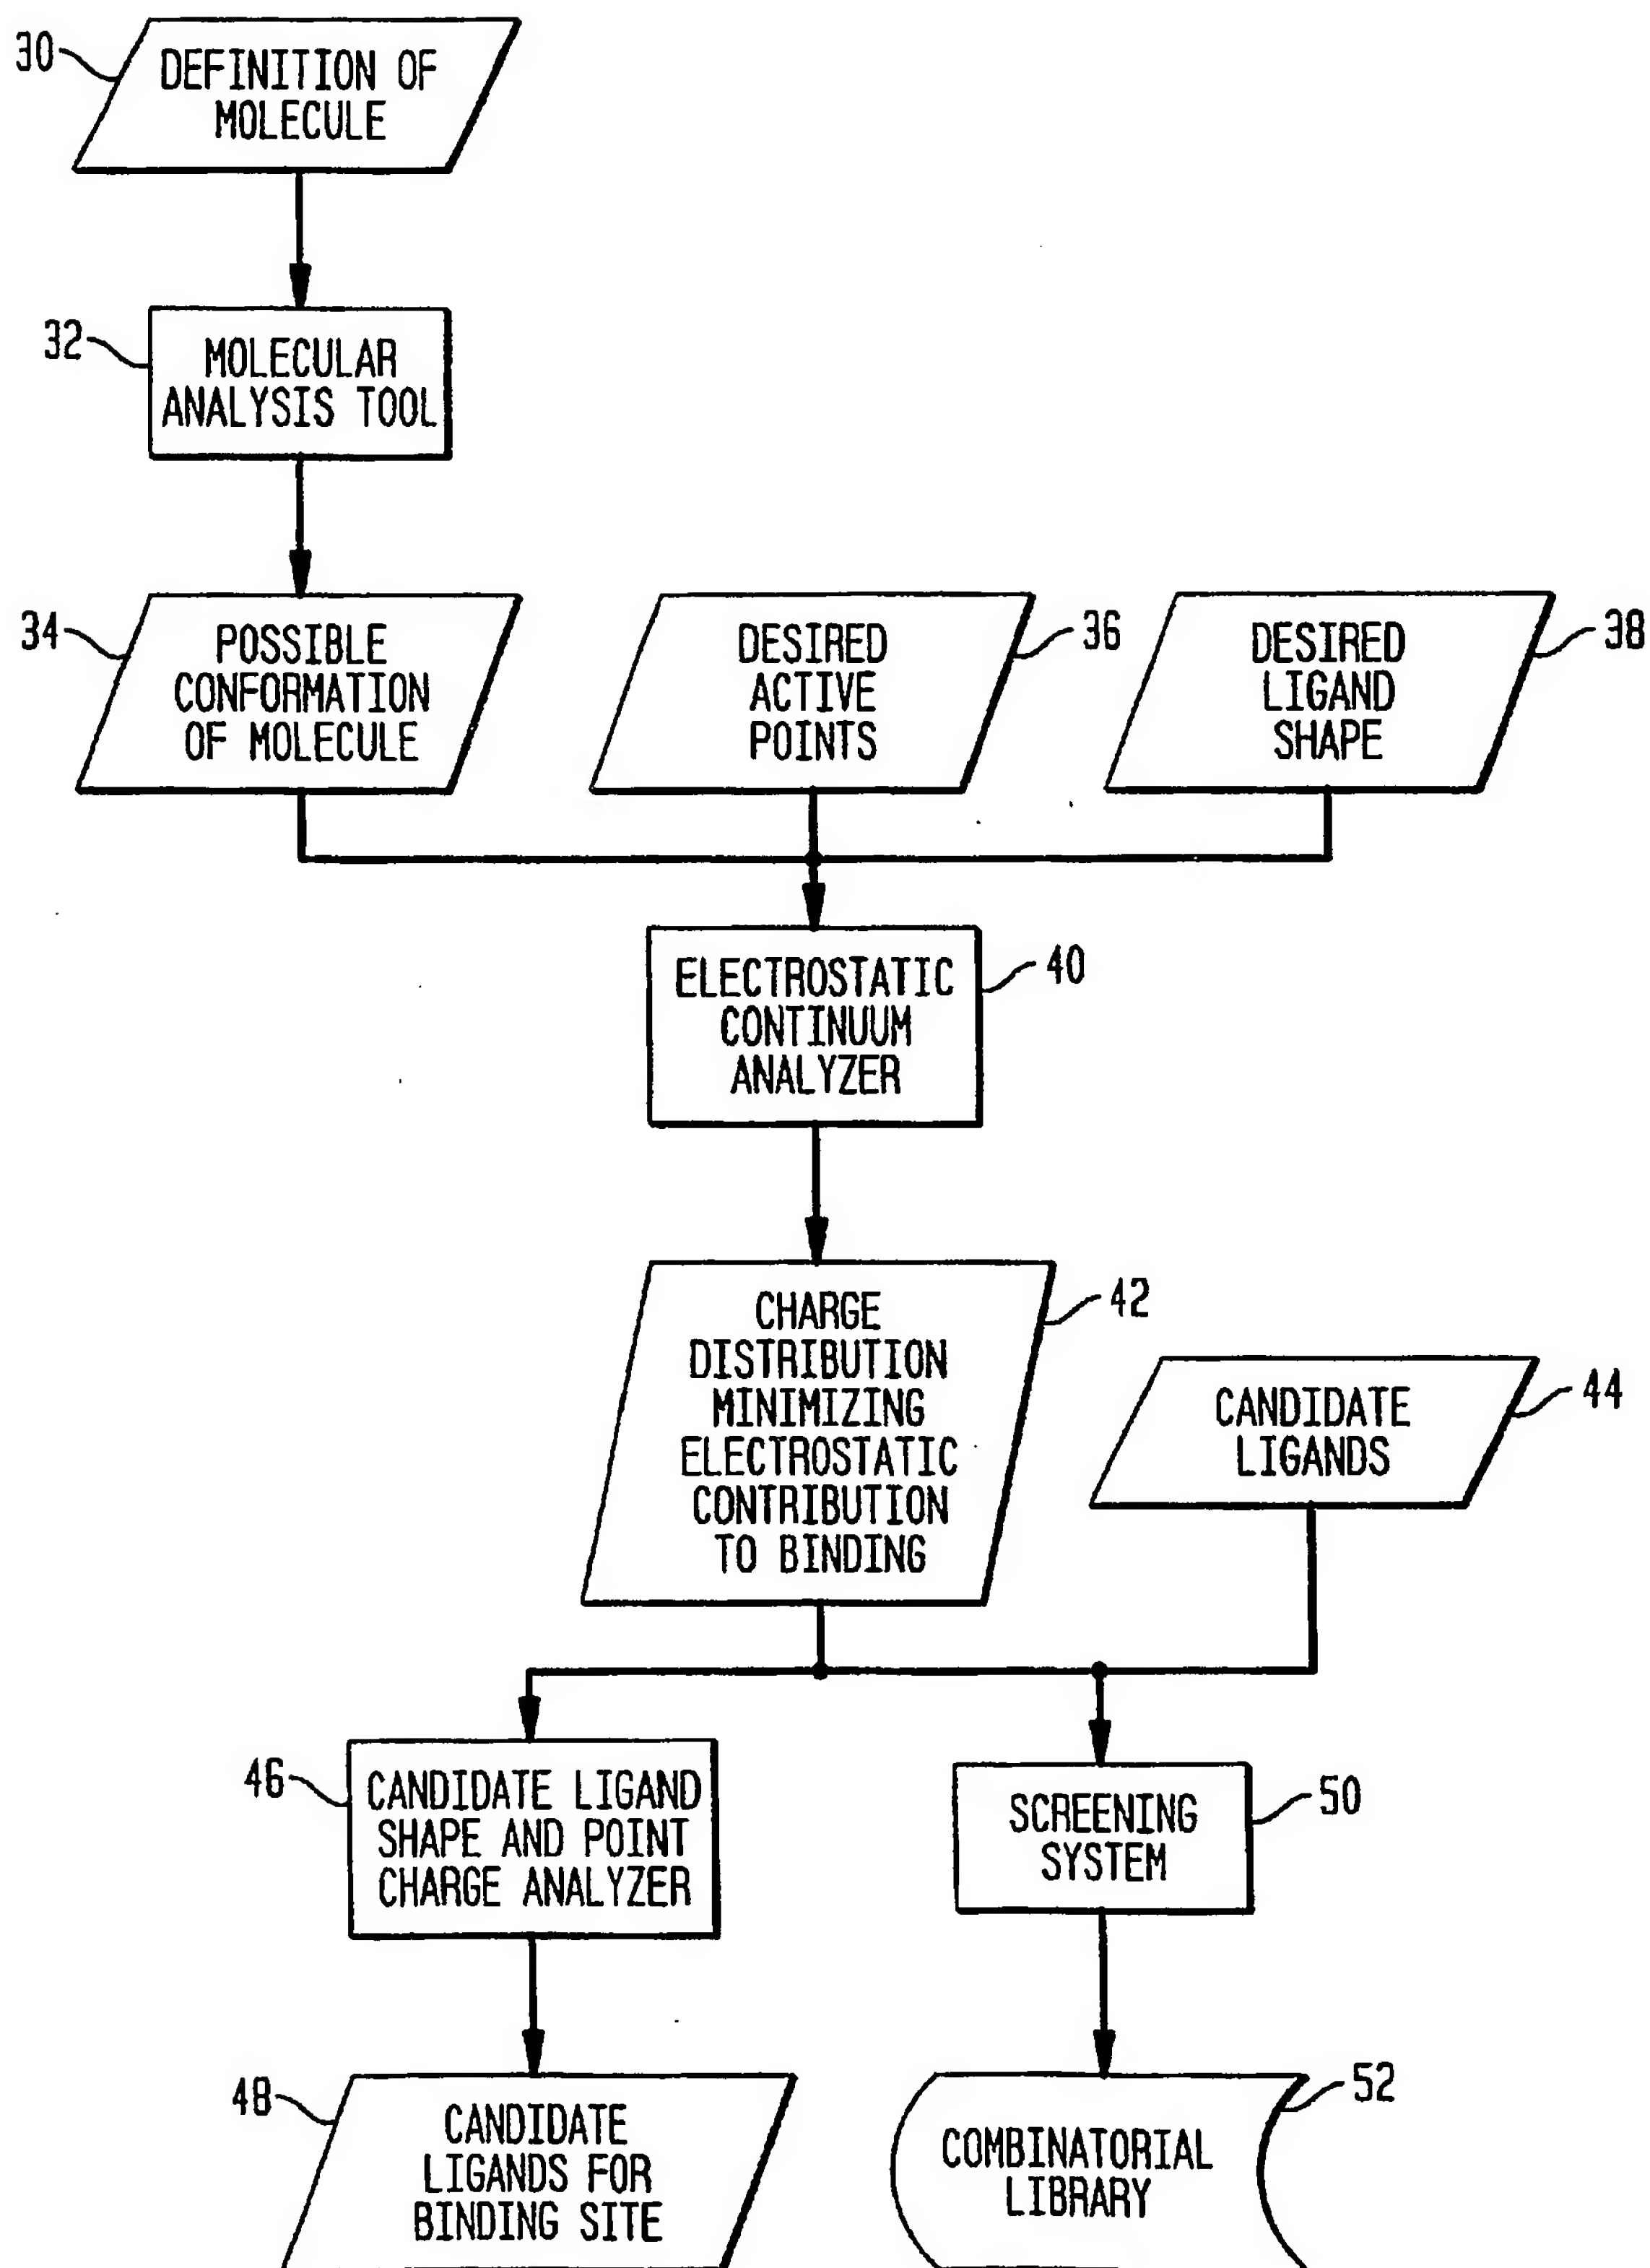 30
DEFINITION OF
MOLECULE
32
MOLECULAR
ANALYSIS TOOL
34
POSSIBLE
CONFORMATION
OF MOLECULE
DESIRED
ACTIVE
POINTS
36
DESIRED
LIGAND
SHAPE
38
ELECTROSTATIC
CONTINUUM
ANALYZER
40
CHARGE
DISTRIBUTION
MINIMIZING
ELECTROSTATIC
CONTRIBUTION
TO BINDING
42
CANDIDATE
LIGANDS
44
46
CANDIDATE LIGAND
SHAPE AND POINT
CHARGE ANALYZER
SCREENING
SYSTEM
50
48
CANDIDATE
LIGANDS FOR
BINDING SITE
COMBINATORIAL
LIBRARY
52